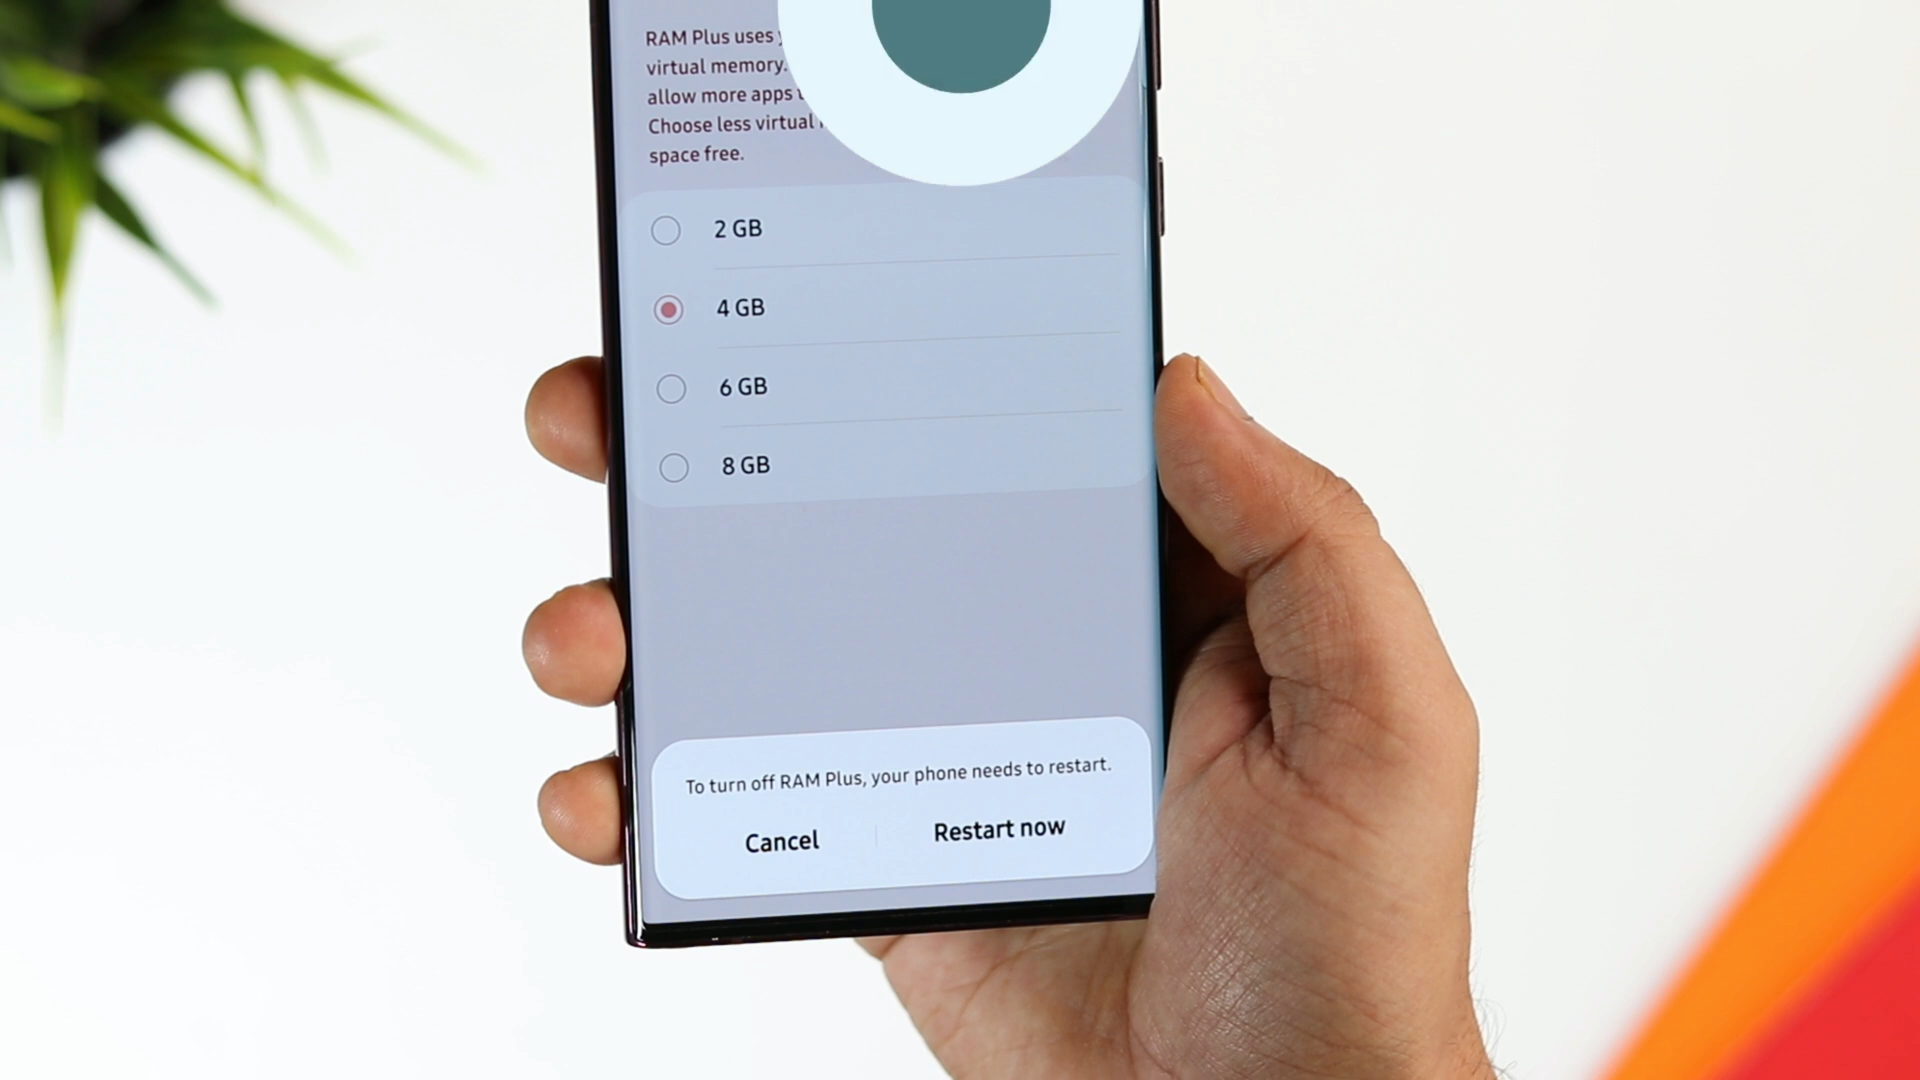 RAM Plus uses
virtual memory.
allow more apps
Choose less virtual
space free.
2 GB
4 GB
6 GB
8 GB
To turn off RAM Plus, your phone needs to restart.
Cancel
Restart now